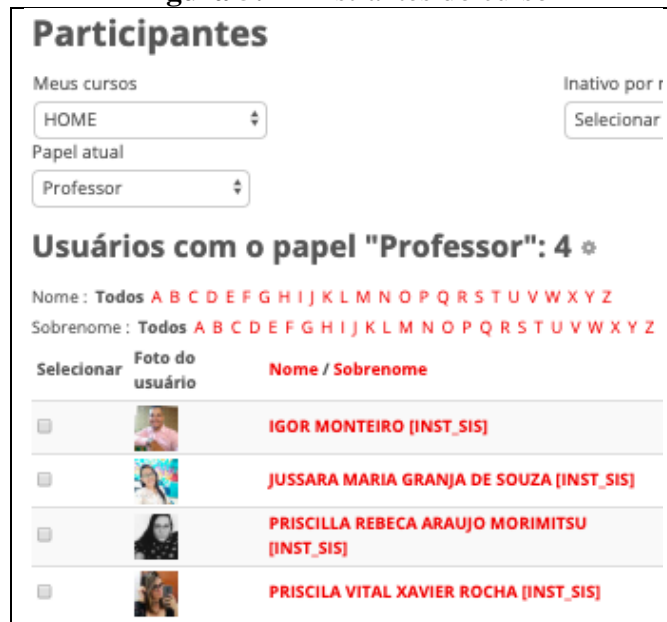 Participantes
Meus cursos
Inativo por
HOME
Selecionar
Papel atual
Professor
Usuários com o papel "Professor": 4
Nome : Todos A B C D E F G H I J K L M N O P Q R S T U V W X Y Z
Sobrenome : Todos A B C D E F G H I J K L M N O P Q R S T U V W X Y Z
Selecionar Foto do usuário Nome / Sobrenome
IGOR MONTEIRO [INST_SIS]
JUSSARA MARIA GRANJA DE SOUZA [INST_SIS]
PRISCILLA REBECA ARAUJO MORIMITSU
[INST_SIS]
PRISCILA VITAL XAVIER ROCHA [INST_SIS]